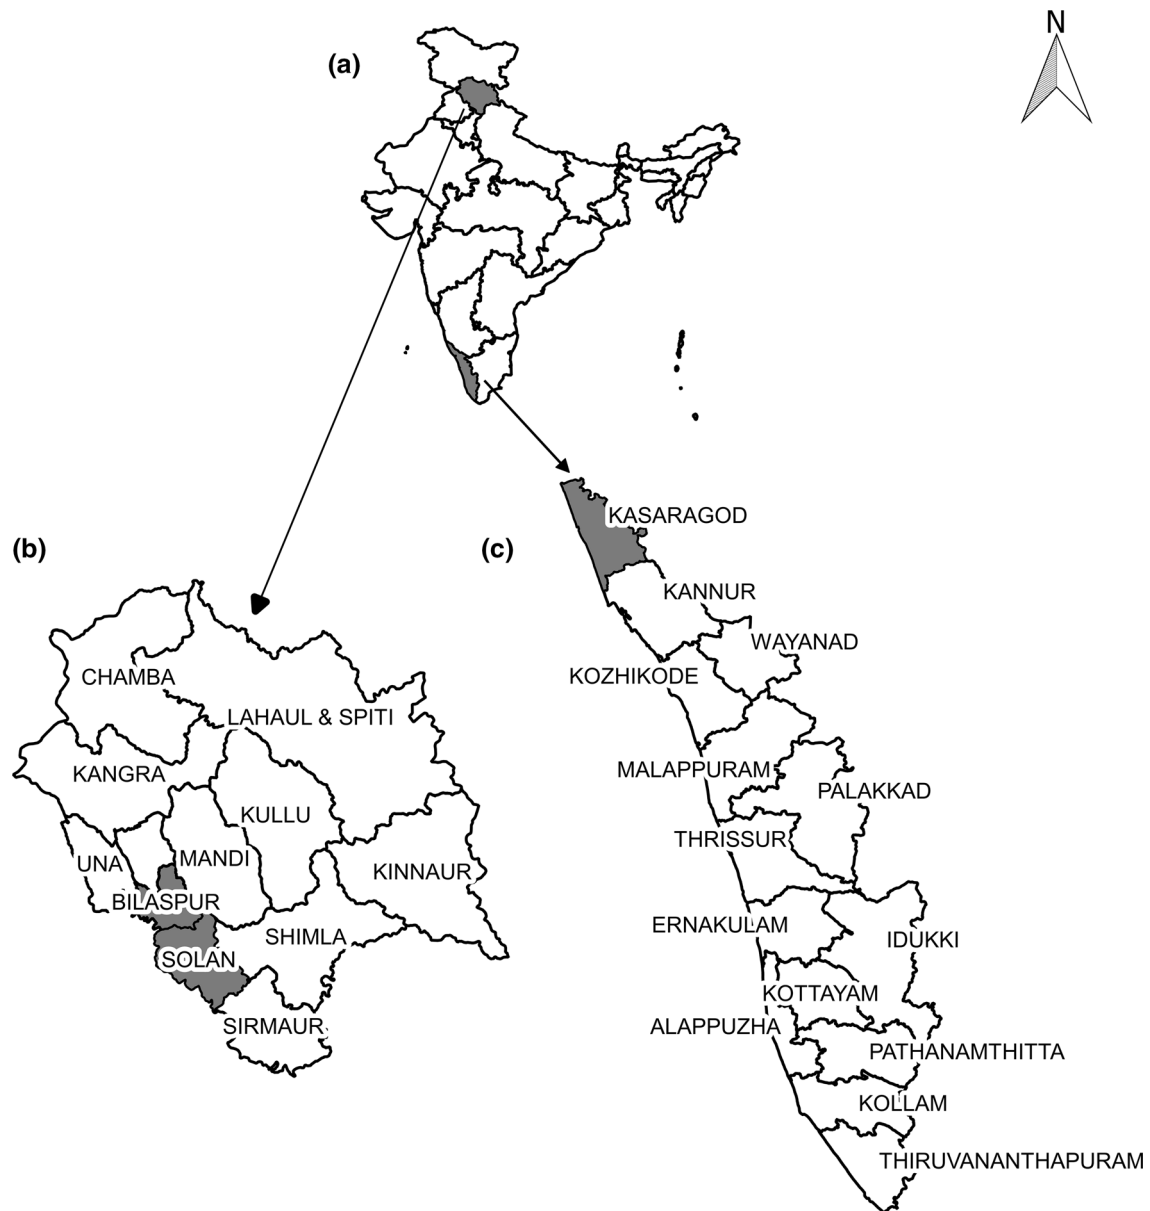 N
(a)
(b)
(c)
KASARAGOD
KANNUR
WAYANAD
KOZHIKODE
MALAPPURAM
PALAKKAD
THRISSUR
ERNAKULAM
IDUKKI
KOTTAYAM
ALAPPUZHA
PATHANAMTHITTA
KOLLAM
THIRUVANANTHAPURAM
CHAMBA
LAHAUL & SPITI
KANGRA
KULLU
UNA
MANDI
KINNAUR
BILASPUR
SHIMLA
SOLAN
SIRMAUR